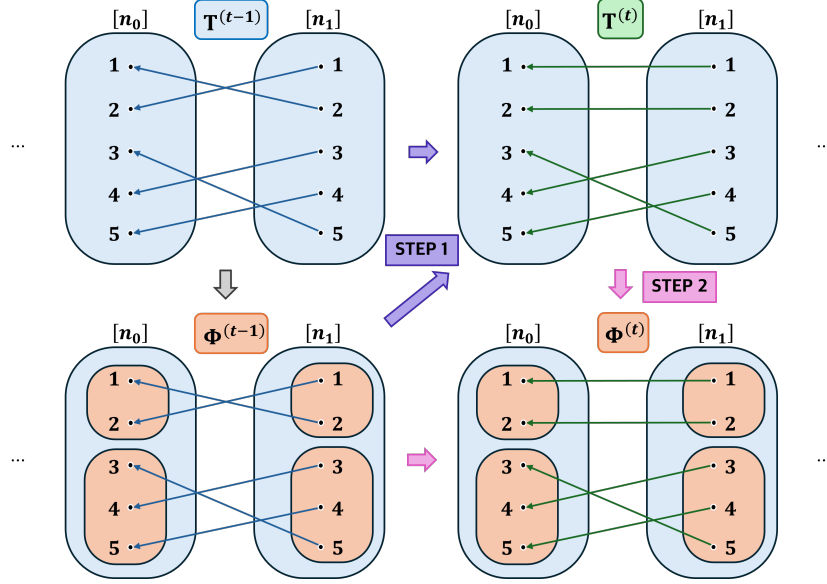 [n₀] T⁽ᵗ⁻¹⁾ [n₁] [n₀] T⁽ᵗ⁾ [n₁]
1 1 1 1
2 2 2 2
... 3 3 3 3 ...
4 4 4 4
5 5 5 5
STEP 1
STEP 2
[n₀] Φ⁽ᵗ⁻¹⁾ [n₁] [n₀] Φ⁽ᵗ⁾ [n₁]
1 1 1 1
2 2 2 2
... 3 3 3 3 ...
4 4 4 4
5 5 5 5